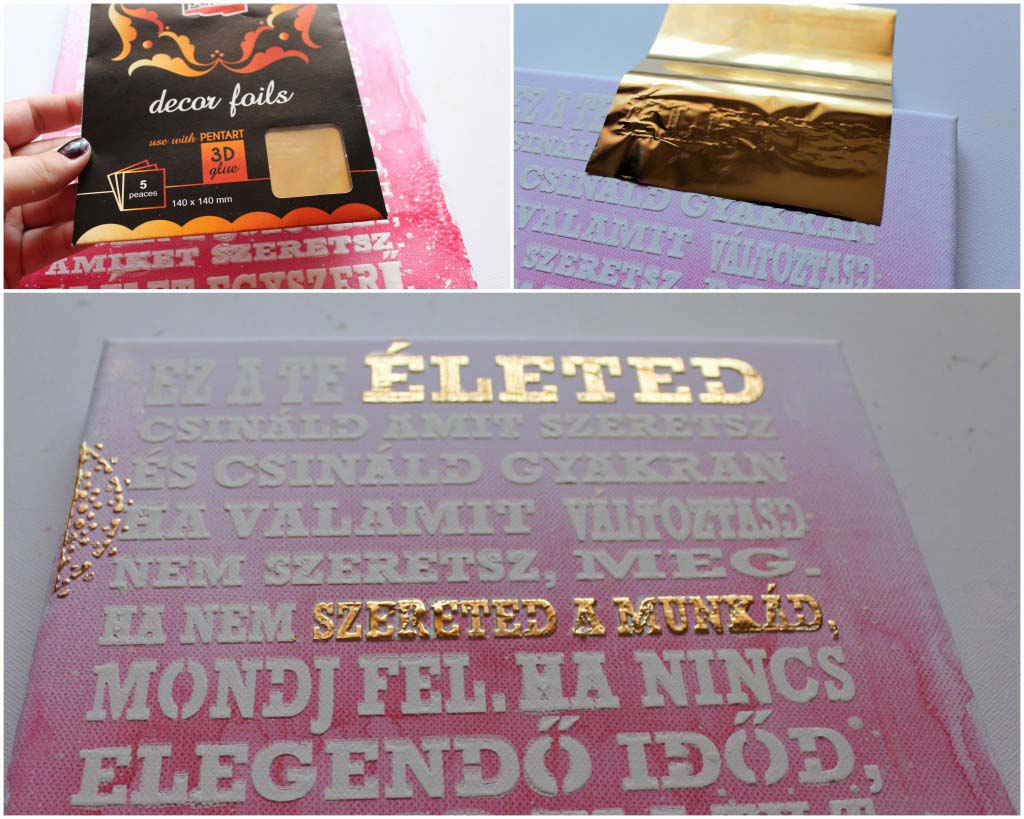 decor foils
use with PENTART
3D
glue
5
peaces
140 x 140 mm
AMIKET SZERETSZ.
EZ A TE
CSINÁLD GYAKRAN
VALAMIT VÁLTOZTASD
SZERETSZ
EZ A TE ÉLETED
CSINÁLD AMIT SZERETSZ
ÉS CSINÁLD GYAKRAN
HA VALAMIT VÁLTOZTASD
NEM SZERETSZ, MEG.
HA NEM SZERETED A MUNKÁD,
MONDJ FEL. HA NINCS
ELEGENDŐ IDŐD,